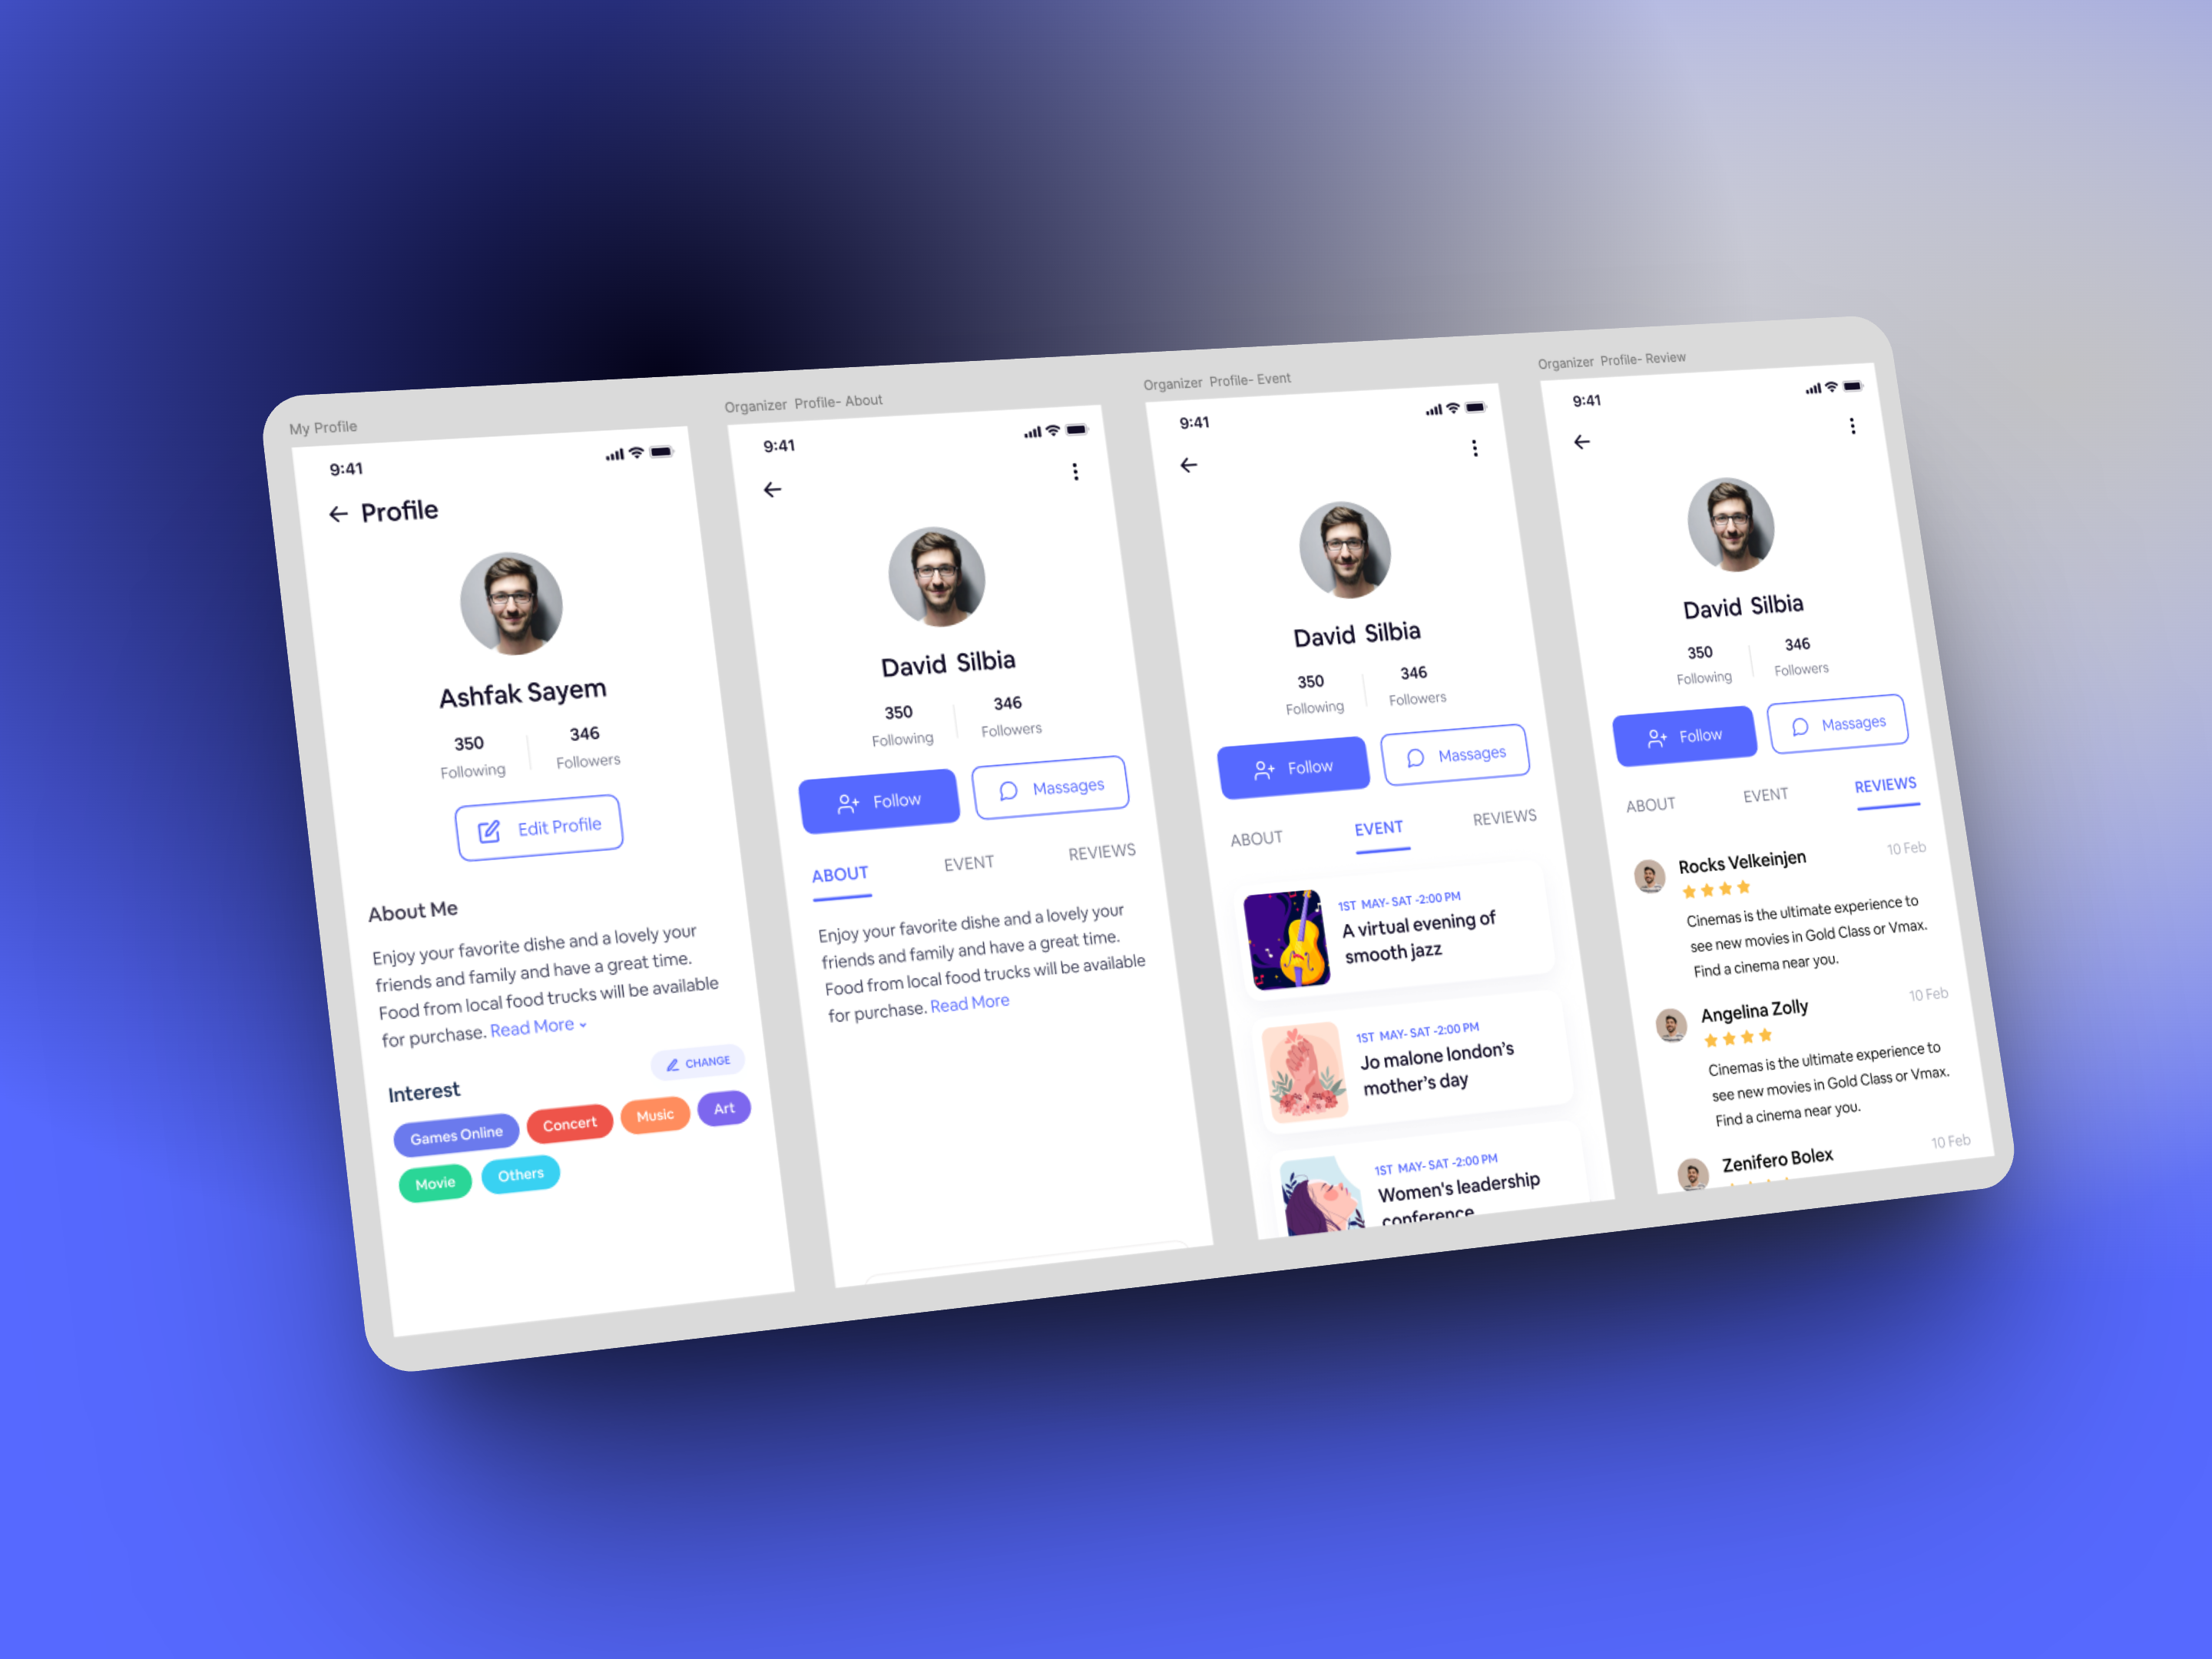 My Profile
9:41
Profile
Ashfak Sayem
350
Following
346
Followers
Edit Profile
About Me
Enjoy your favorite dishe and a lovely your
friends and family and have a great time.
Food from local food trucks will be available
for purchase. Read More
Interest
CHANGE
Games Online
Concert
Music
Art
Movie
Others
Organizer Profile- About
9:41
David Silbia
350
Following
346
Followers
Follow
Massages
ABOUT
EVENT
REVIEWS
Enjoy your favorite dishe and a lovely your
friends and family and have a great time.
Food from local food trucks will be available
for purchase. Read More
Organizer Profile- Event
9:41
David Silbia
350
Following
346
Followers
Follow
Massages
ABOUT
EVENT
REVIEWS
1ST MAY- SAT -2:00 PM
A virtual evening of
smooth jazz
1ST MAY- SAT -2:00 PM
Jo malone london’s
mother’s day
1ST MAY- SAT -2:00 PM
Women's leadership
conference
Organizer Profile- Review
9:41
David Silbia
350
Following
346
Followers
Follow
Massages
ABOUT
EVENT
REVIEWS
Rocks Velkeinjen
10 Feb
Cinemas is the ultimate experience to
see new movies in Gold Class or Vmax.
Find a cinema near you.
Angelina Zolly
10 Feb
Cinemas is the ultimate experience to
see new movies in Gold Class or Vmax.
Find a cinema near you.
Zenifero Bolex
10 Feb